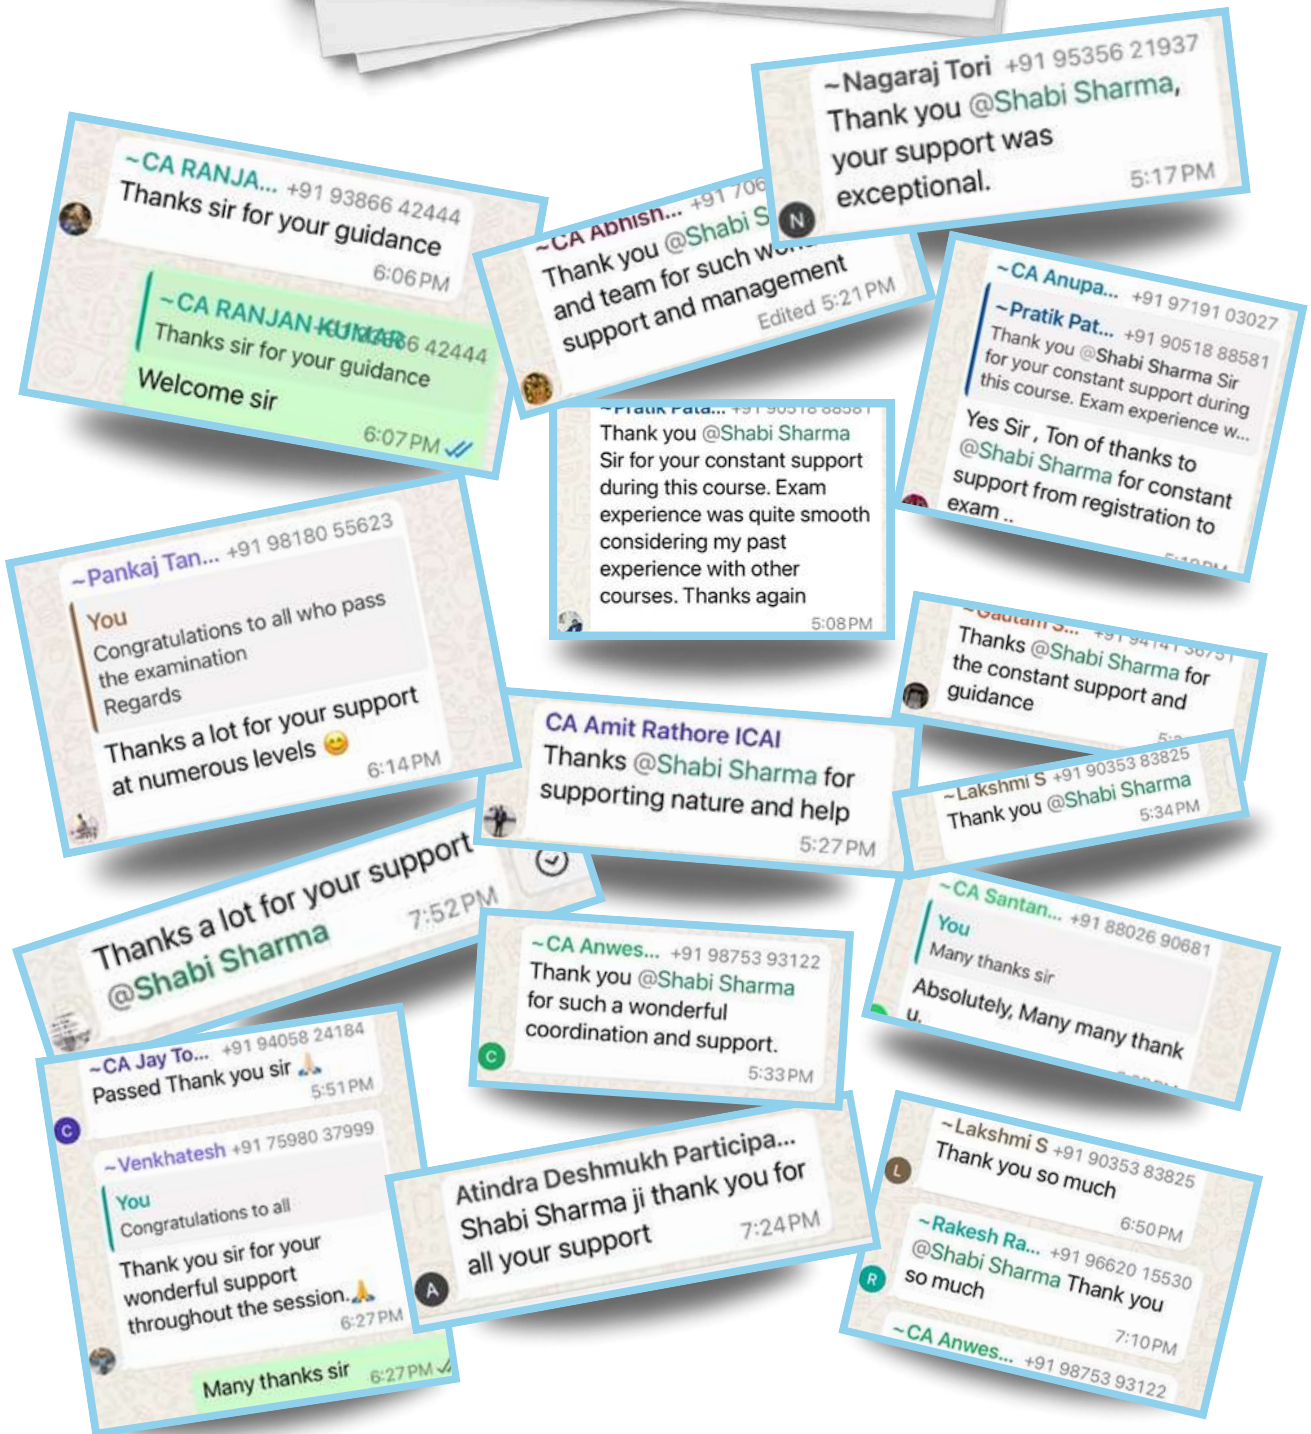 ~Nagaraj Tori +91 95356 21937
Thank you @Shabi Sharma,
your support was
exceptional.
5:17 PM
~CA RANJA... +91 93866 42444
Thanks sir for your guidance
6:06 PM
~CA RANJAN KUMAR 66 42444
Thanks sir for your guidance
Welcome sir
6:07 PM
~CA Abhish... +91 706
Thank you @Shabi S
and team for such
support and management
Edited 5:21 PM
~CA Anupa... +91 97191 03027
~Pratik Pat... +91 90518 88581
Thank you @Shabi Sharma Sir
for your constant support during
this course. Exam experience w...
Yes Sir , Ton of thanks to
@Shabi Sharma for constant
support from registration to
exam ..
~Pratik Pata... +91 90518 88581
Thank you @Shabi Sharma
Sir for your constant support
during this course. Exam
experience was quite smooth
considering my past
experience with other
courses. Thanks again
5:08 PM
~Pankaj Tan... +91 98180 55623
You
Congratulations to all who pass
the examination
Regards
Thanks a lot for your support
at numerous levels 😊
6:14 PM
~Gautam S...
Thanks @Shabi Sharma for
the constant support and
guidance
CA Amit Rathore ICAI
Thanks @Shabi Sharma for
supporting nature and help
5:27 PM
~Lakshmi S +91 90353 83825
Thank you @Shabi Sharma
5:34 PM
Thanks a lot for your support
@Shabi Sharma
7:52 PM
~CA Santan... +91 88026 90681
You
Many thanks sir
Absolutely, Many many thank
u.
~CA Anwes... +91 98753 93122
Thank you @Shabi Sharma
for such a wonderful
coordination and support.
5:33 PM
C
~CA Jay To... +91 94058 24184
Passed Thank you sir 🙏🏻
5:51 PM
C
~Venkhatesh +91 75980 37999
You
Congratulations to all
Thank you sir for your
wonderful support
throughout the session.🙏
6:27 PM
Many thanks sir 6:27 PM
Atindra Deshmukh Participa...
Shabi Sharma ji thank you for
all your support
7:24 PM
A
~Lakshmi S +91 90353 83825
Thank you so much
6:50 PM
L
~Rakesh Ra... +91 96620 15530
@Shabi Sharma Thank you
so much
7:10 PM
R
~CA Anwes... +91 98753 93122
N